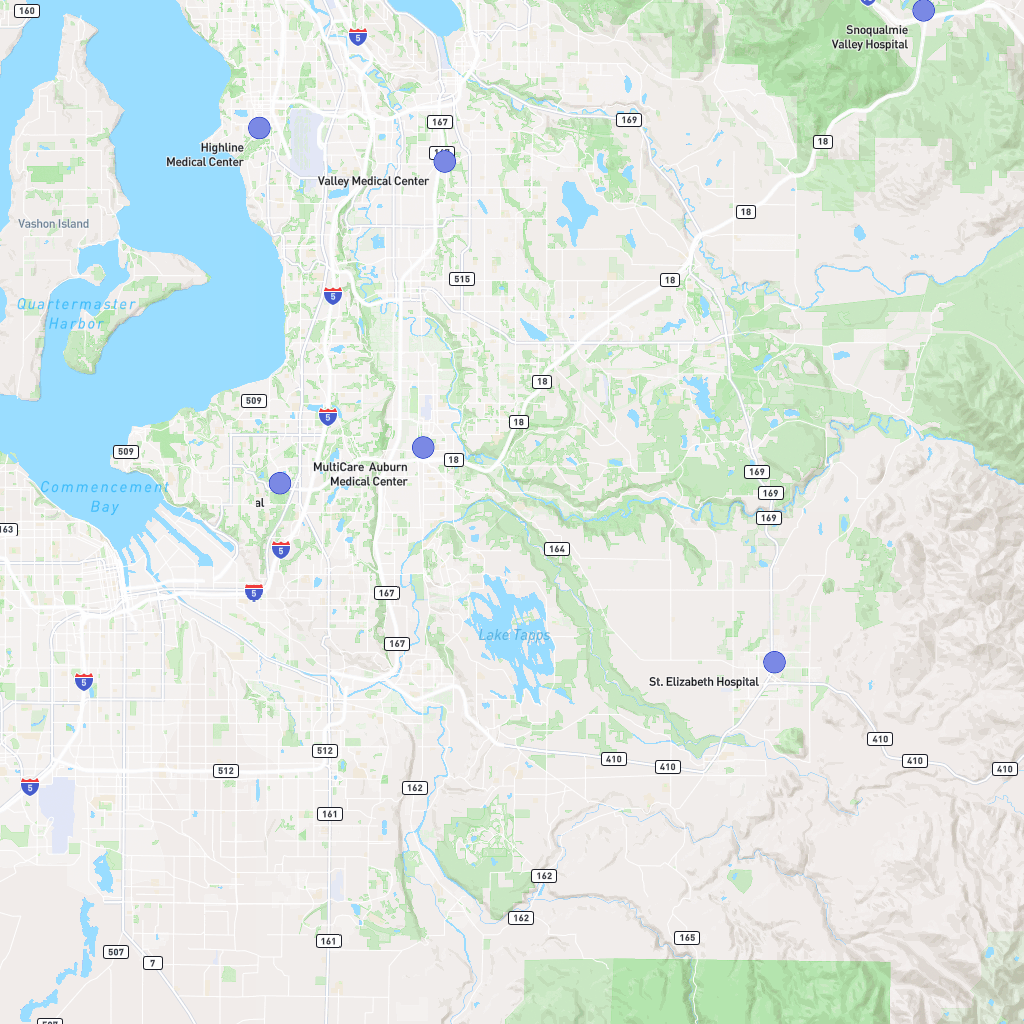 160
5
Snoqualmie
Valley Hospital
169
167
18
Highline
Medical Center
Valley Medical Center
18
Vashon Island
515
18
5
Quartermaster
Harbor
18
509
5
18
509
18
MultiCare Auburn
Medical Center
169
Commencement
Bay
169
al
169
163
5
164
5
167
Lake Tapps
167
5
St. Elizabeth Hospital
410
512
410
410
512
410
410
5
162
161
162
162
161
165
507
7